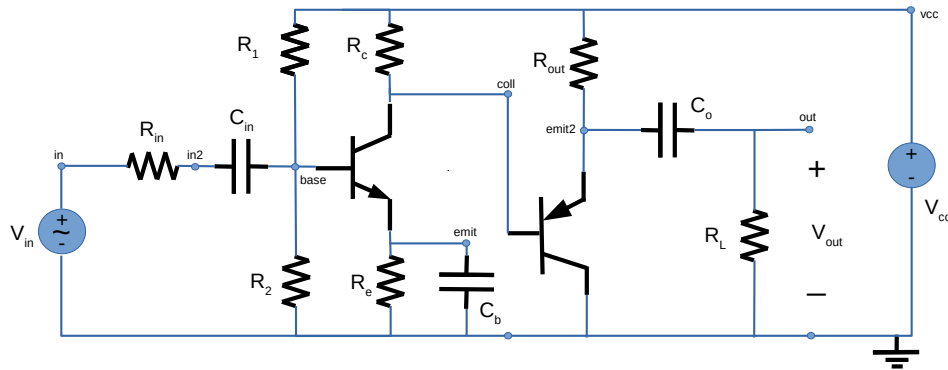 vcc
R1
Rc
Rout
coll
Cin
Co
out
Rin
emit2
in
in2
base
+
-
+
~
-
+
Vin
emit
Vcc
RL
Vout
R2
Re
Cb
–